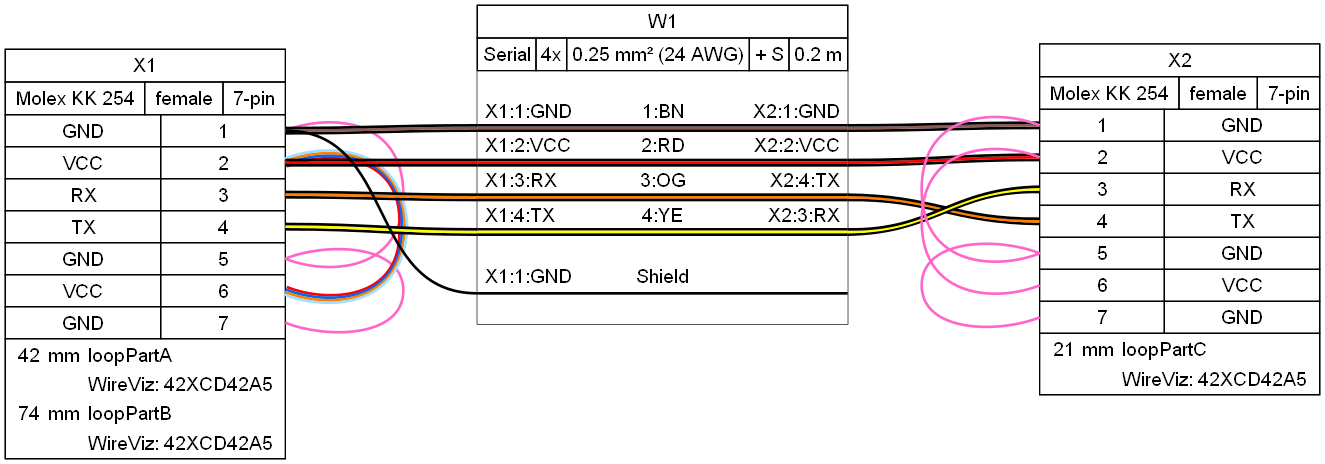 X1
Molex KK 254 female 7-pin
GND 1
VCC 2
RX 3
TX 4
GND 5
VCC 6
GND 7
42 mm loopPartA
WireViz: 42XCD42A5
74 mm loopPartB
WireViz: 42XCD42A5
W1
Serial 4x 0.25 mm² (24 AWG) + S 0.2 m
X1:1:GND 1:BN X2:1:GND
X1:2:VCC 2:RD X2:2:VCC
X1:3:RX 3:OG X2:4:TX
X1:4:TX 4:YE X2:3:RX
X1:1:GND Shield
X2
Molex KK 254 female 7-pin
1 GND
2 VCC
3 RX
4 TX
5 GND
6 VCC
7 GND
21 mm loopPartC
WireViz: 42XCD42A5